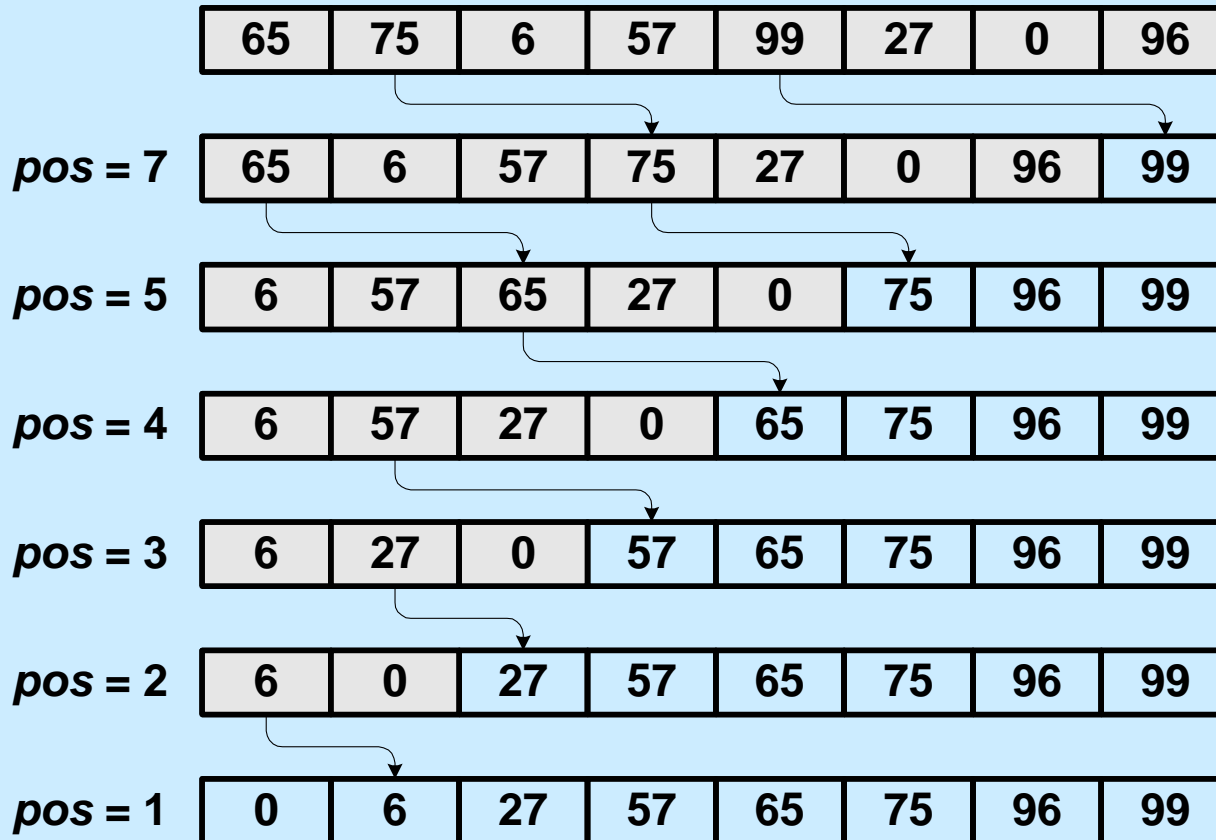 65 75 6 57 99 27 0 96
pos = 7 65 6 57 75 27 0 96 99
pos = 5 6 57 65 27 0 75 96 99
pos = 4 6 57 27 0 65 75 96 99
pos = 3 6 27 0 57 65 75 96 99
pos = 2 6 0 27 57 65 75 96 99
pos = 1 0 6 27 57 65 75 96 99